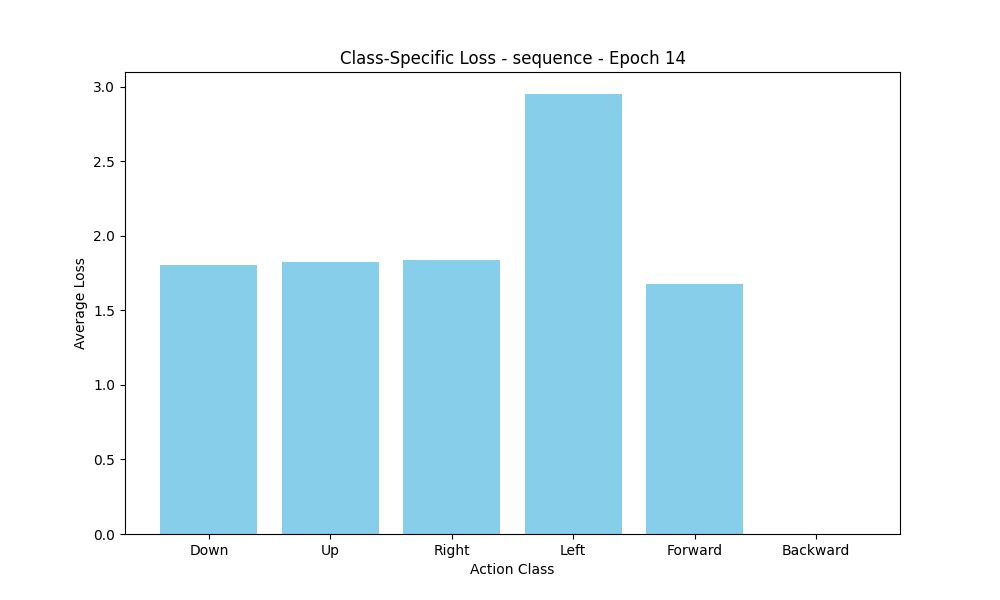 Class-Specific Loss - sequence - Epoch 14
3.0
2.5
2.0
1.5
1.0
0.5
0.0
Average Loss
Down Up Right Left Forward Backward
Action Class